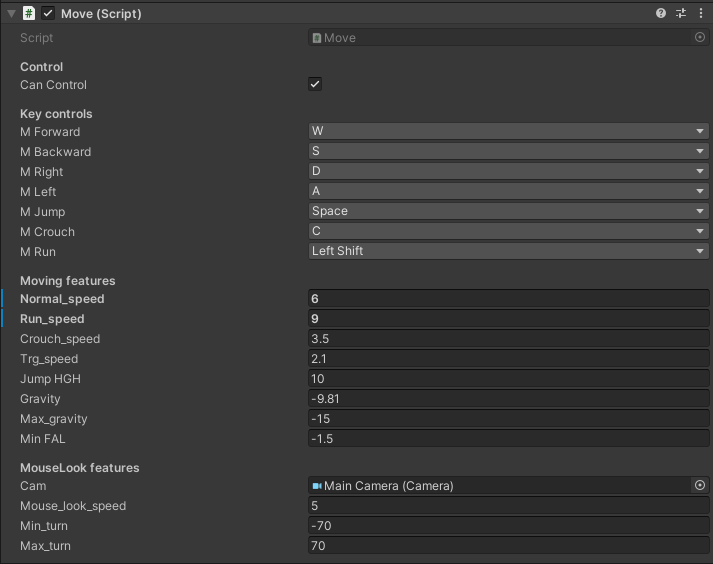 Move (Script)
Script Move
Control
Can Control
Key controls
M Forward W
M Backward S
M Right D
M Left A
M Jump Space
M Crouch C
M Run Left Shift
Moving features
Normal_speed 6
Run_speed 9
Crouch_speed 3.5
Trg_speed 2.1
Jump HGH 10
Gravity -9.81
Max_gravity -15
Min FAL -1.5
MouseLook features
Cam Main Camera (Camera)
Mouse_look_speed 5
Min_turn -70
Max_turn 70